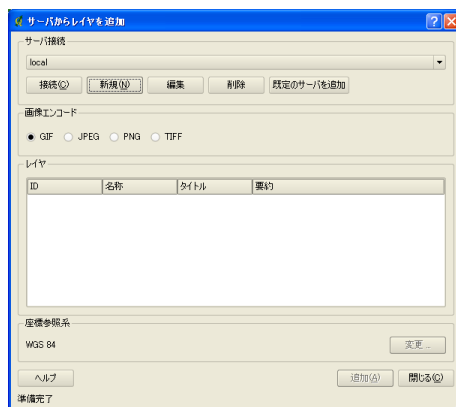 サーバからレイヤを追加
サーバ接続
local
接続(C) 新規(N) 編集 削除 既定のサーバを追加
画像エンコード
GIF JPEG PNG TIFF
レイヤ
ID 名称 タイトル 要約
座標参照系
WGS 84 変更...
ヘルプ 追加(A) 閉じる(C)
準備完了